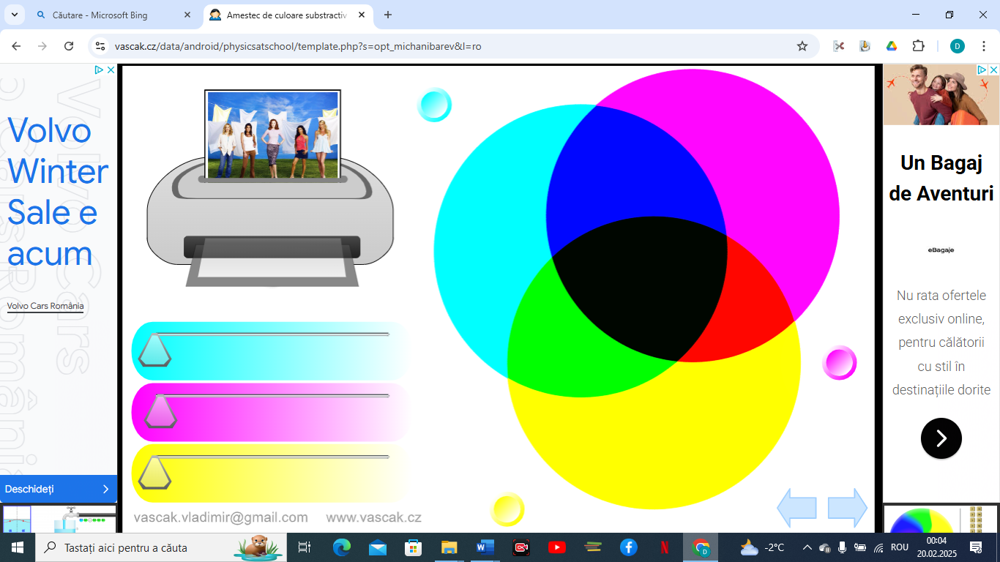 Căutare - Microsoft Bing
Amestec de culoare substractiv
vascak.cz/data/android/physicsatschool/template.php?s=opt_michanibarev&l=ro
D
Volvo
Winter
Sale e
acum
Volvo Cars România
Deschideți
vascak.vladimir@gmail.com www.vascak.cz
Un Bagaj
de Aventuri
eBagaje
Nu rata ofertele
exclusiv online,
pentru călătorii
cu stil în
destinațiile dorite
Tastați aici pentru a căuta
-2°C
ROU
00:04
20.02.2025